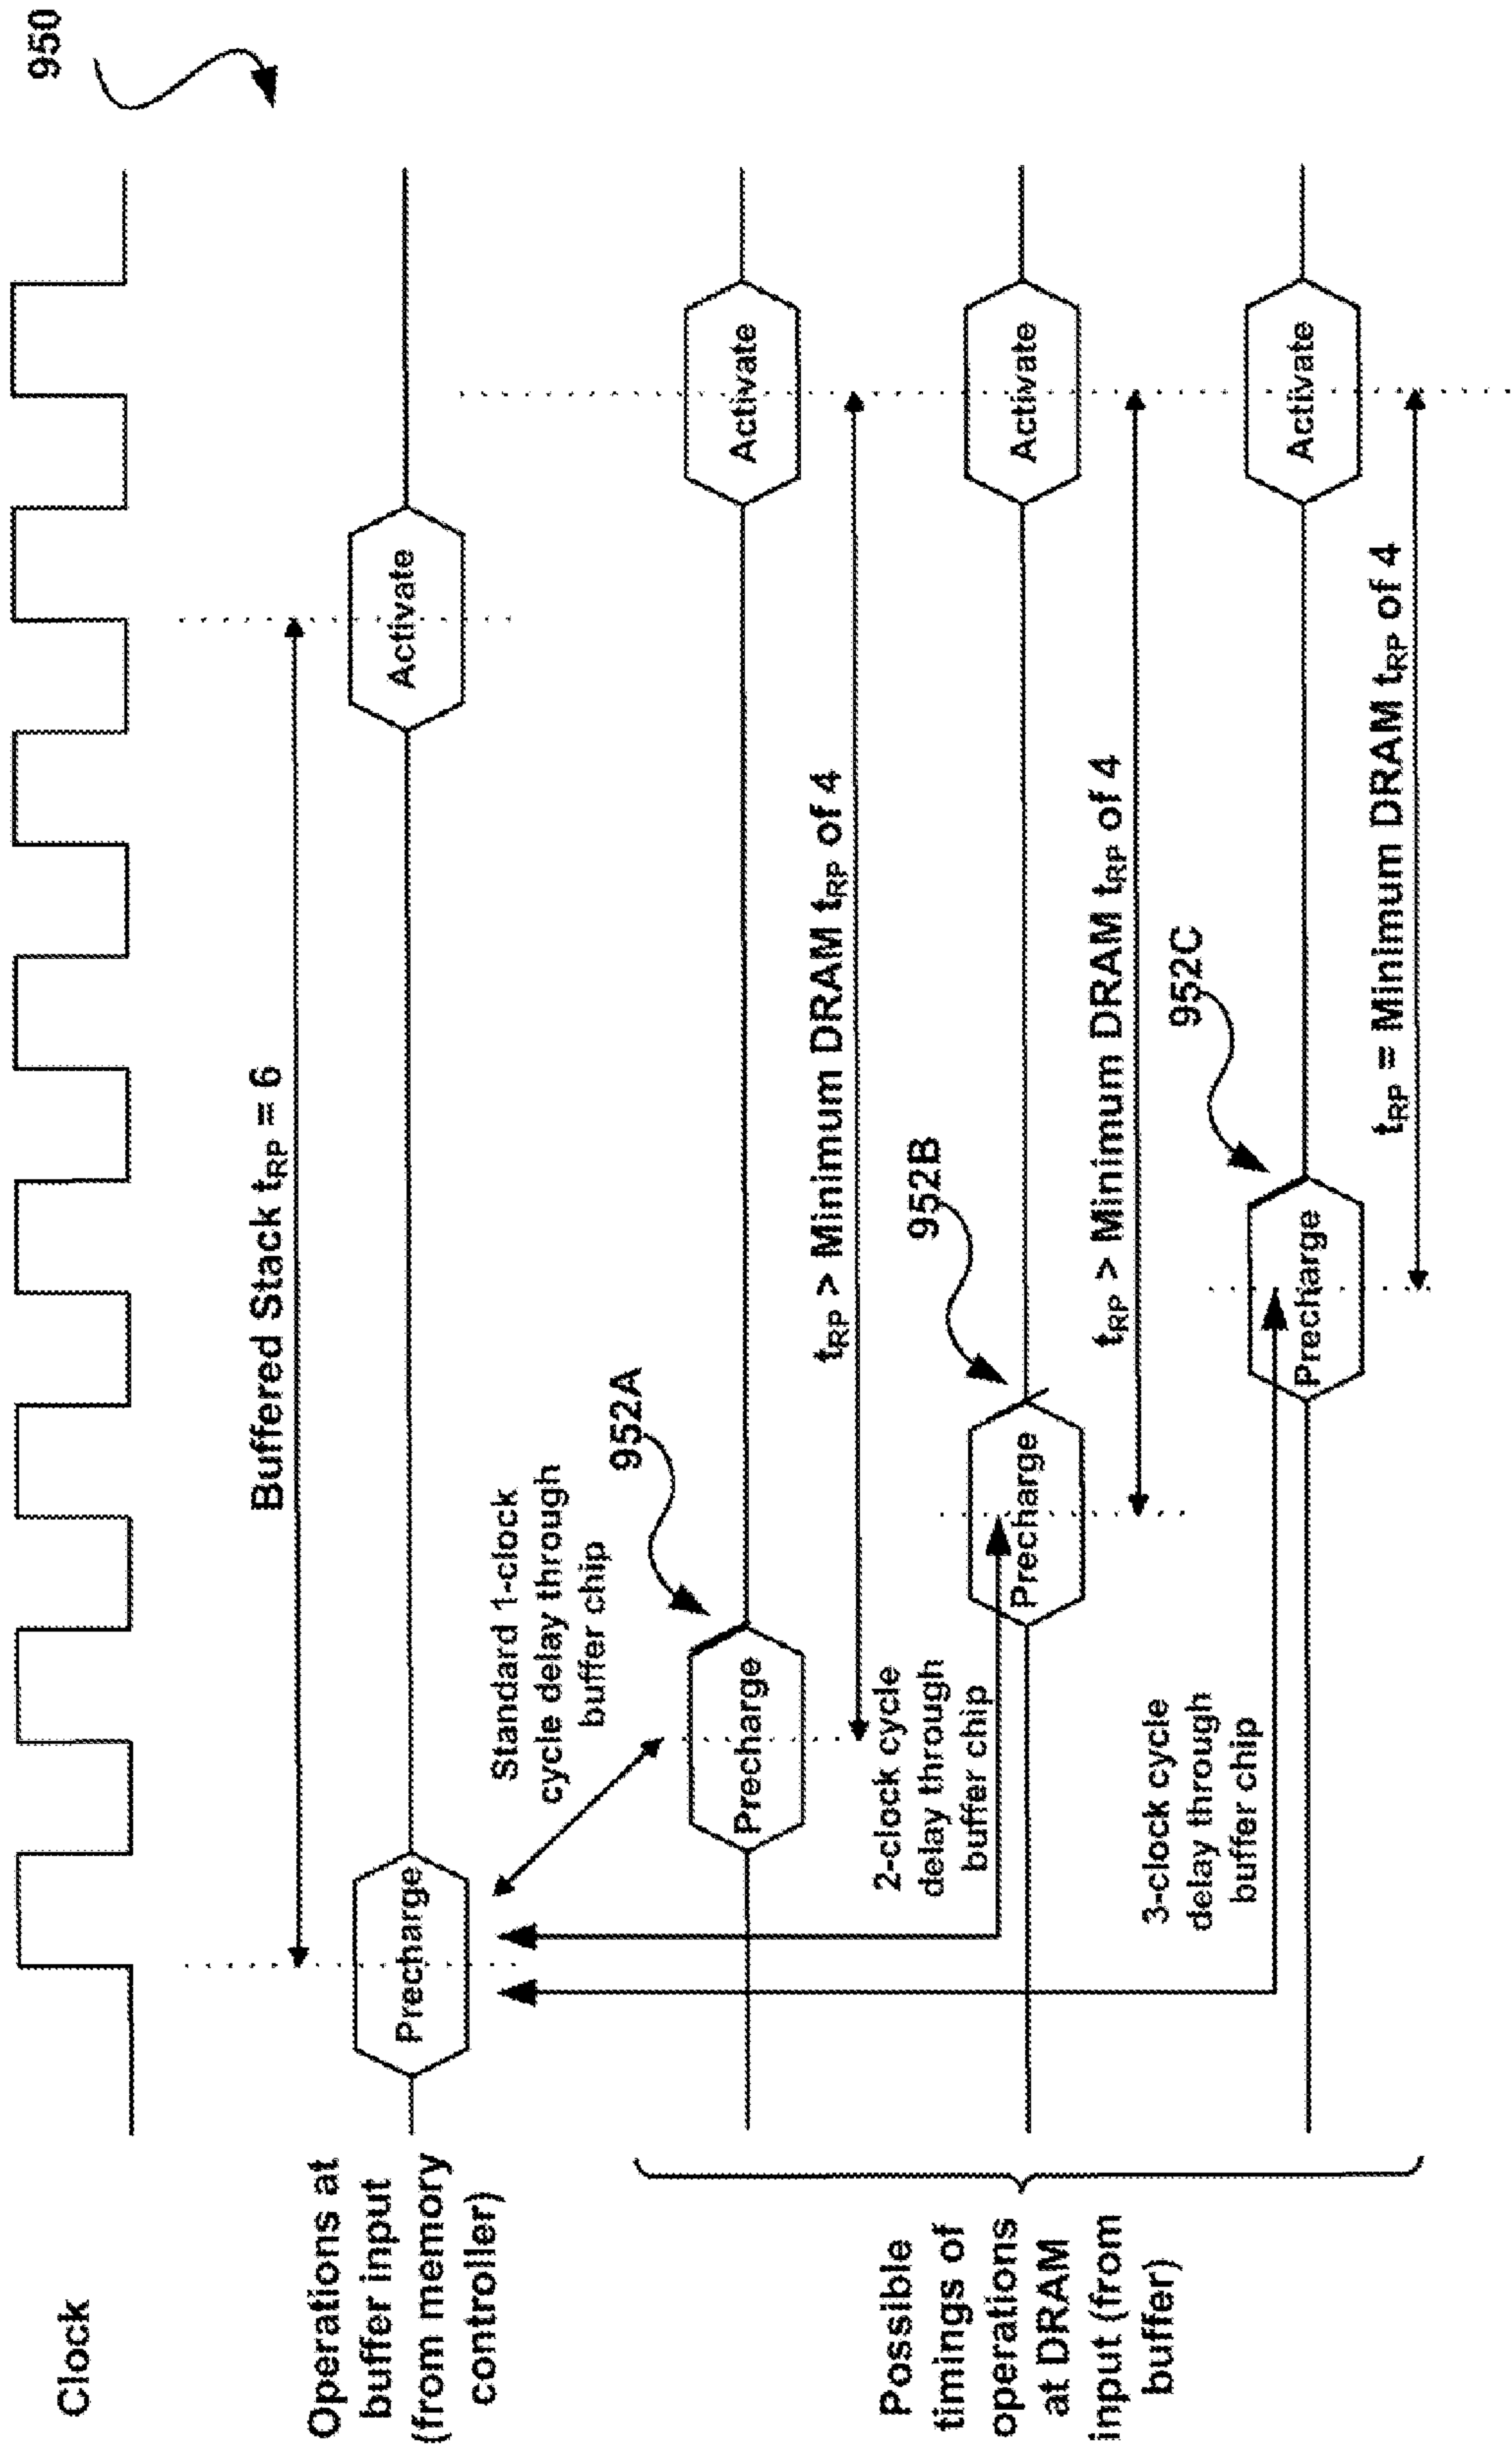 950
Clock
Buffered Stack tRP = 6
Operations at
buffer input
(from memory
controller)
Precharge
Activate
Standard 1-clock
cycle delay through
buffer chip
952A
Precharge
Activate
tRP > Minimum DRAM tRP of 4
2-clock cycle
delay through
buffer chip
952B
Precharge
Activate
tRP > Minimum DRAM tRP of 4
3-clock cycle
delay through
buffer chip
952C
Precharge
Activate
tRP = Minimum DRAM tRP of 4
Possible
timings of
operations
at DRAM
input (from
buffer)